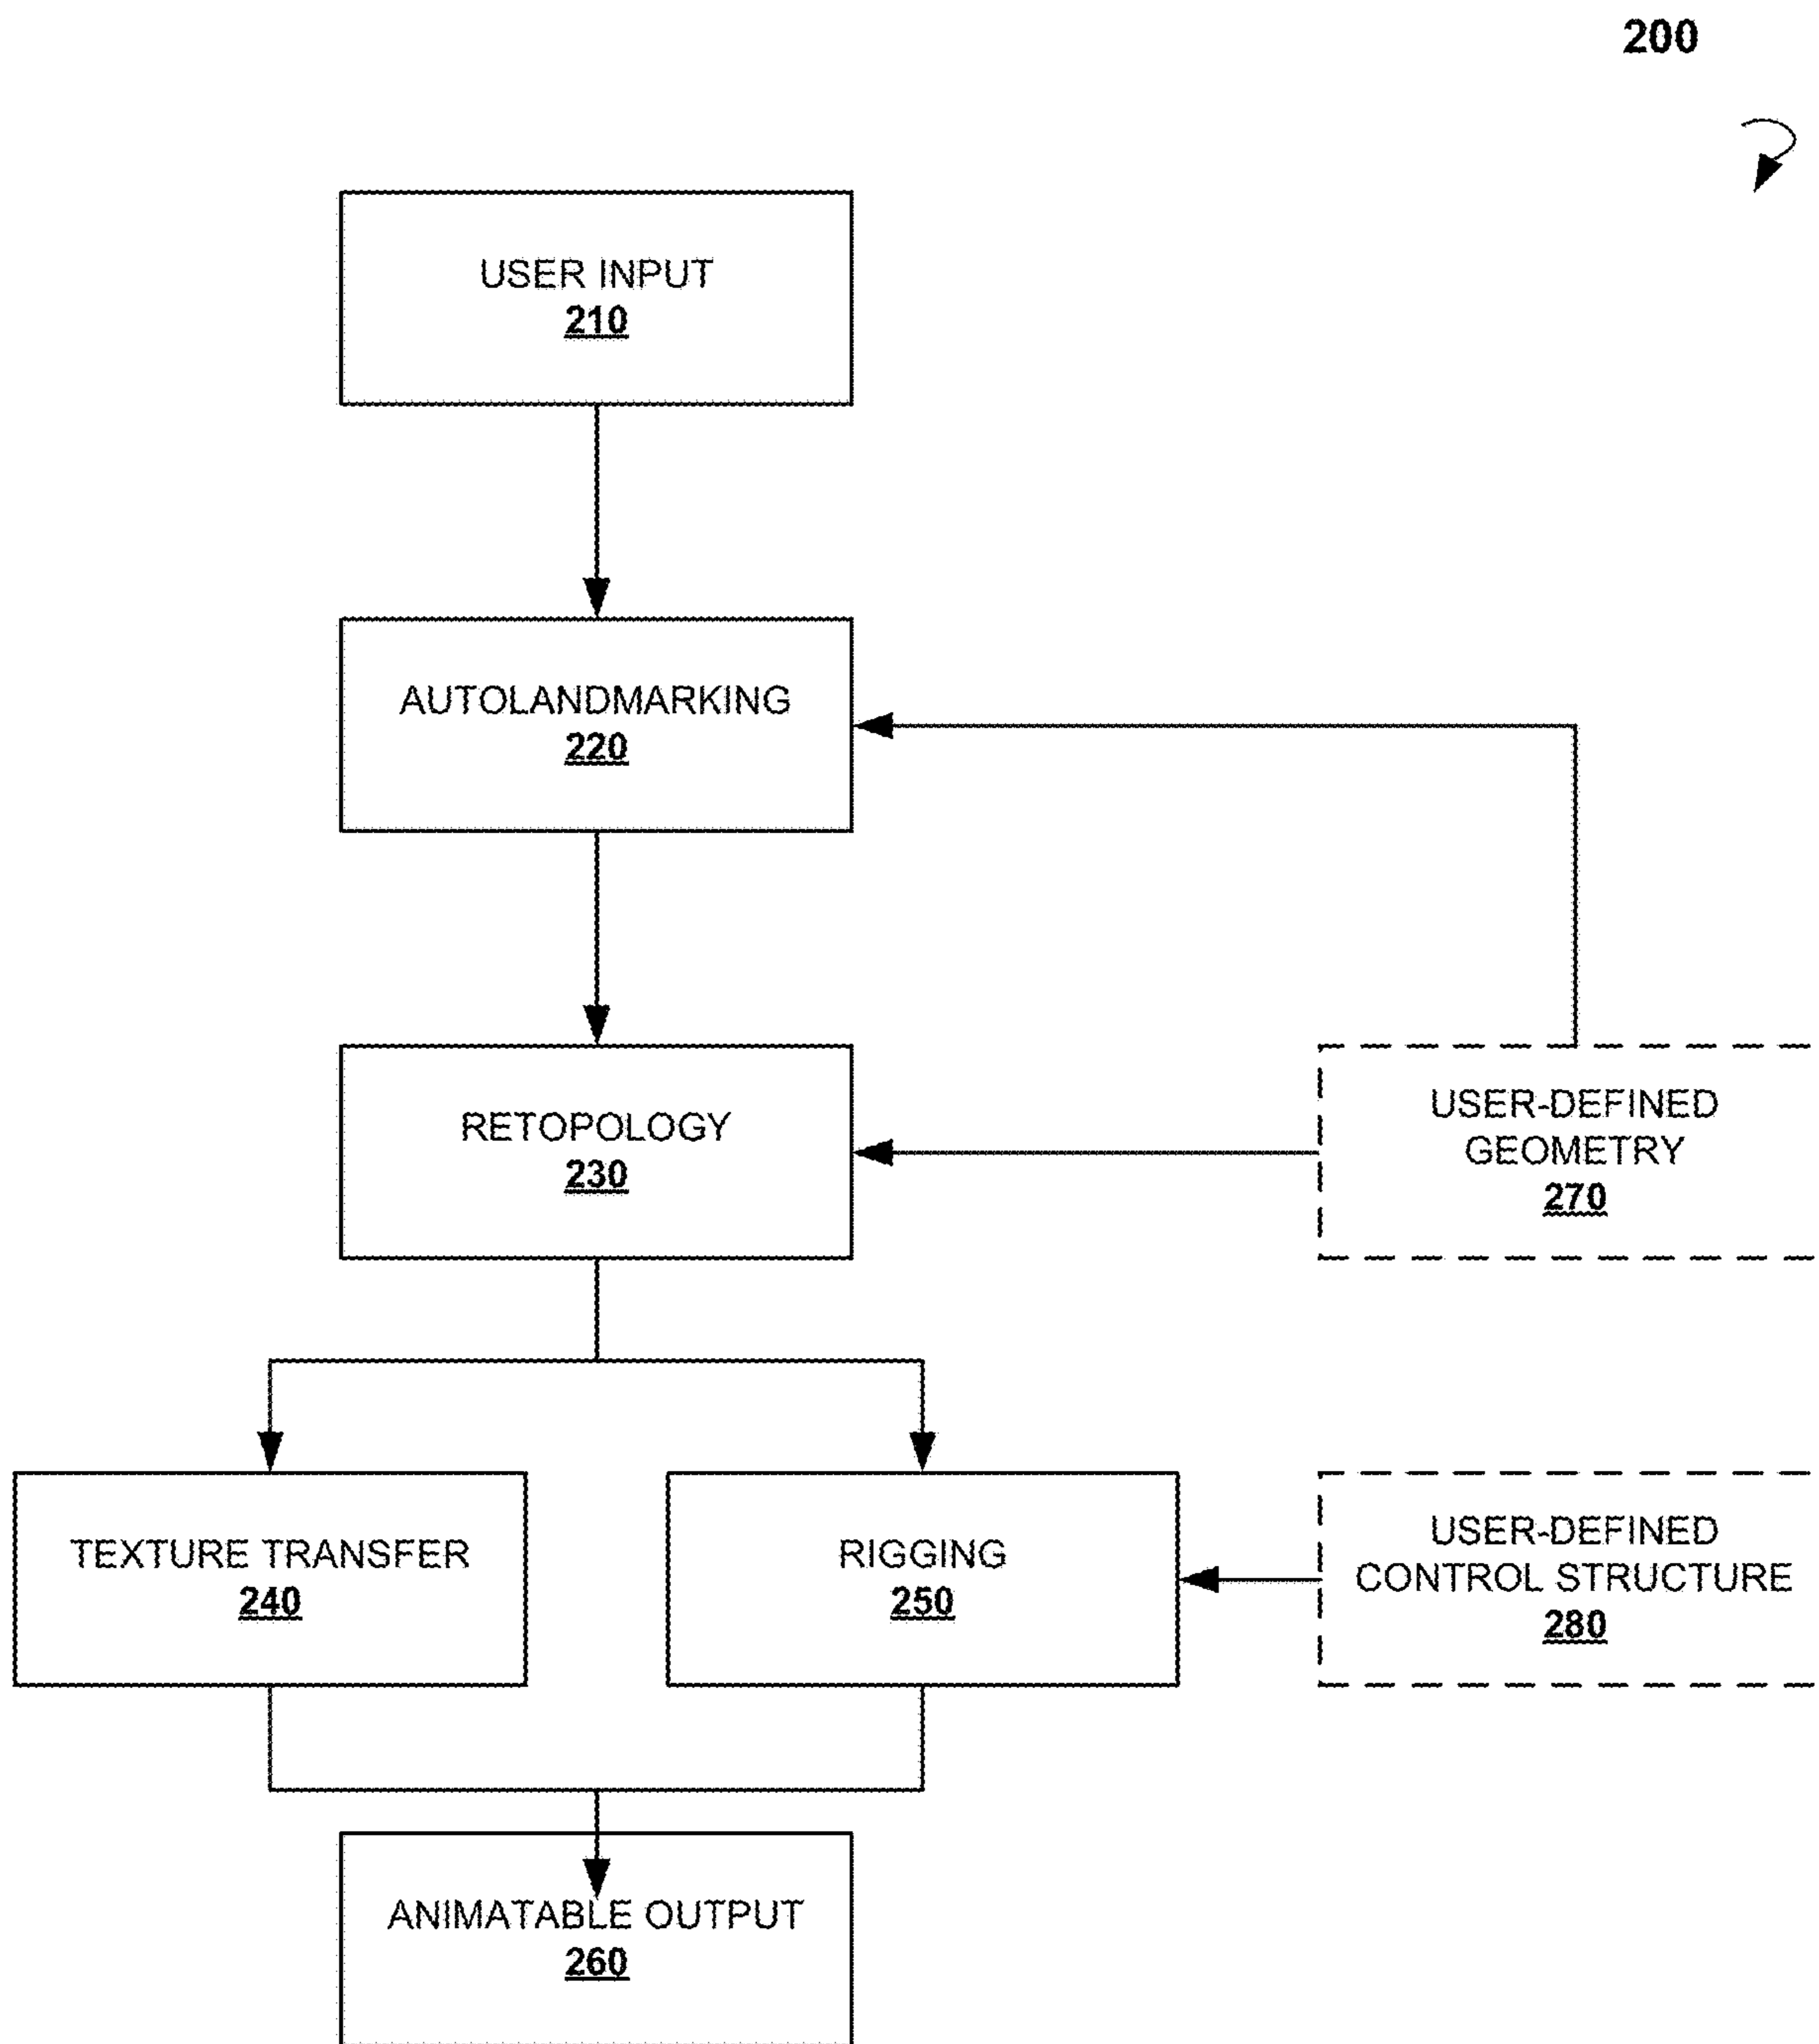 200
USER INPUT
210
AUTOLANDMARKING
220
RETOPOLOGY
230
USER-DEFINED
GEOMETRY
270
TEXTURE TRANSFER
240
RIGGING
250
USER-DEFINED
CONTROL STRUCTURE
280
ANIMATABLE OUTPUT
260